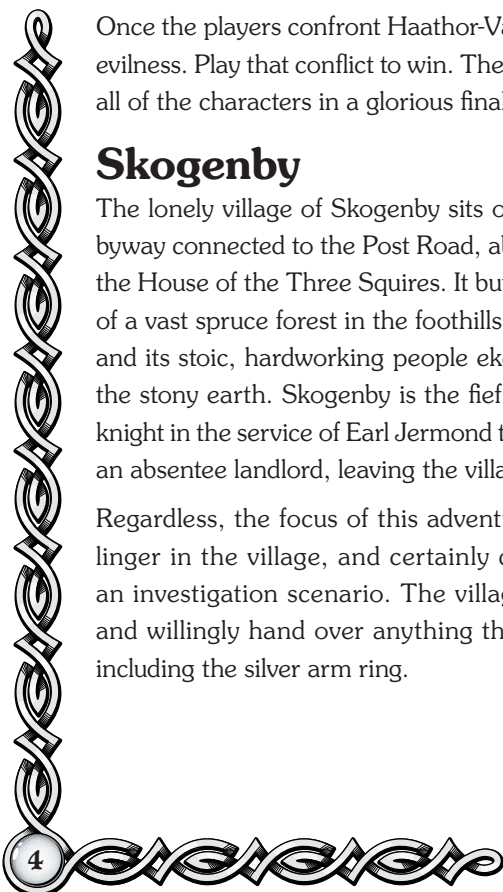 Once the players confront Haathor-Va
evilness. Play that conflict to win. The
all of the characters in a glorious final
Skogenby
The lonely village of Skogenby sits o
byway connected to the Post Road, a
the House of the Three Squires. It bu
of a vast spruce forest in the foothills
and its stoic, hardworking people ek
the stony earth. Skogenby is the fief
knight in the service of Earl Jermond t
an absentee landlord, leaving the villa
Regardless, the focus of this advent
linger in the village, and certainly
an investigation scenario. The villag
and willingly hand over anything th
including the silver arm ring.
4